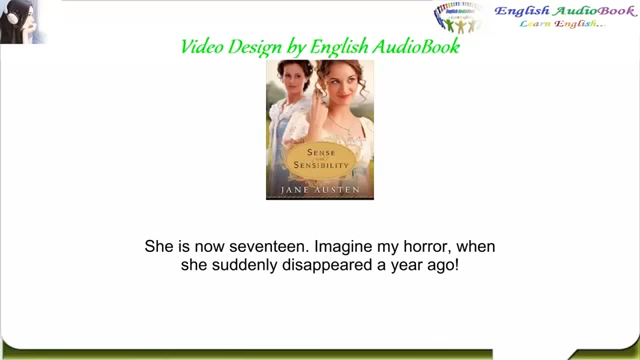 English AudioBook
Learn English...
Video Design by English AudioBook
SENSE
and
SENSIBILITY
JANE AUSTEN
She is now seventeen. Imagine my horror, when
she suddenly disappeared a year ago!